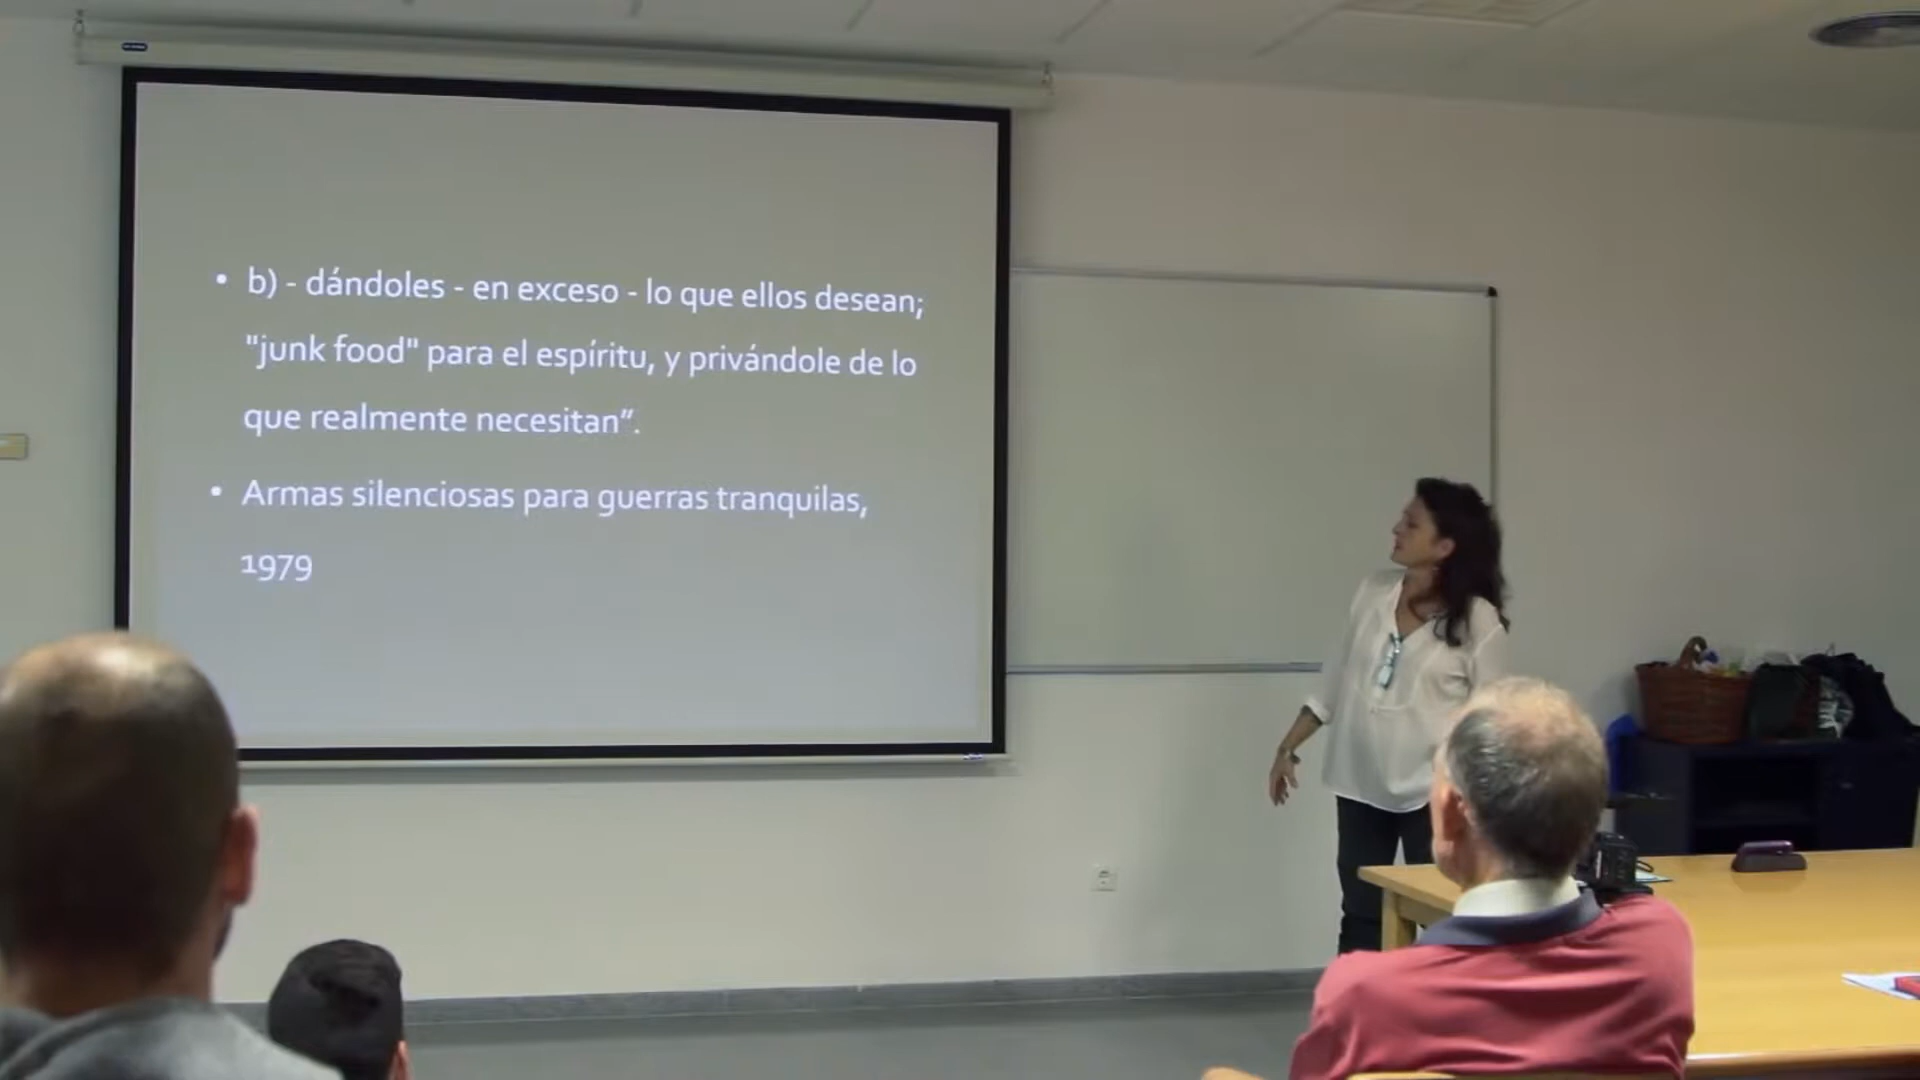 • b) - dándoles - en exceso - lo que ellos desean;
"junk food" para el espíritu, y privándole de lo
que realmente necesitan”.
• Armas silenciosas para guerras tranquilas,
1979